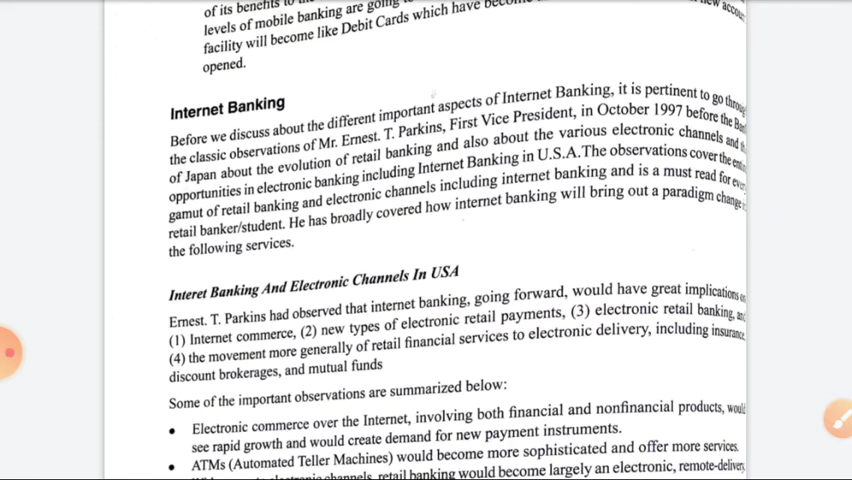 of its benefits to
levels of mobile banking are going to
facility will become like Debit Cards which have
opened.
new
Internet Banking
Before we discuss about the different important aspects of Internet Banking, it is pertinent to go
the classic observations of Mr. Ernest. T. Parkins, First Vice President, in October 1997 before the
of Japan about the evolution of retail banking and also about the various electronic channels and
opportunities in electronic banking including Internet Banking in U.S.A.The observations cover the
gamut of retail banking and electronic channels including internet banking and is a must read for
retail banker/student. He has broadly covered how internet banking will bring out a paradigm change
the following services.
Interet Banking And Electronic Channels In USA
Ernest. T. Parkins had observed that internet banking, going forward, would have great implications
(1) Internet commerce, (2) new types of electronic retail payments, (3) electronic retail banking,
(4) the movement more generally of retail financial services to electronic delivery, including insurance,
discount brokerages, and mutual funds
Some of the important observations are summarized below:
• Electronic commerce over the Internet, involving both financial and nonfinancial products, would
see rapid growth and would create demand for new payment instruments.
• ATMs (Automated Teller Machines) would become more sophisticated and offer more services.
channels, retail banking would become largely an electronic, remote-delivery